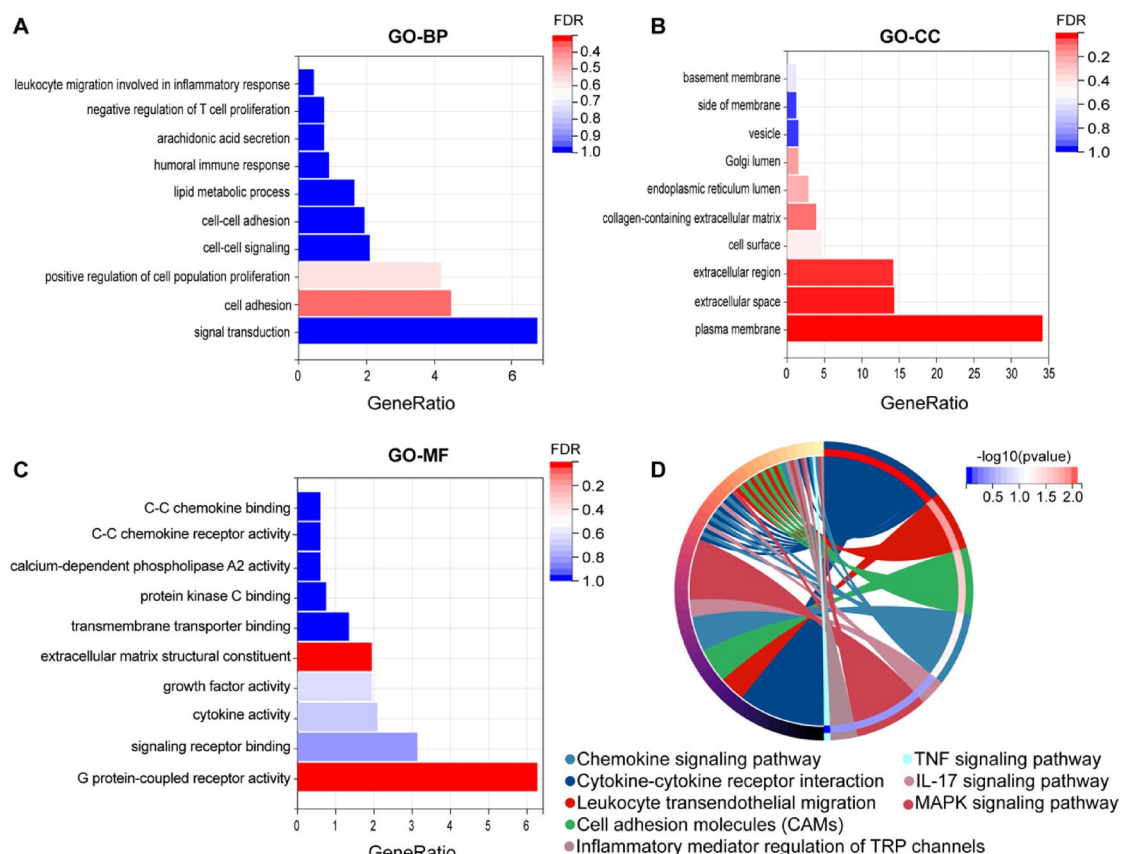 A
GO-BP
FDR
0.4
0.5
0.6
0.7
0.8
0.9
1.0
leukocyte migration involved in inflammatory response
negative regulation of T cell proliferation
arachidonic acid secretion
humoral immune response
lipid metabolic process
cell-cell adhesion
cell-cell signaling
positive regulation of cell population proliferation
cell adhesion
signal transduction
0 2 4 6
GeneRatio
B
GO-CC
FDR
0.2
0.4
0.6
0.8
1.0
basement membrane
side of membrane
vesicle
Golgi lumen
endoplasmic reticulum lumen
collagen-containing extracellular matrix
cell surface
extracellular region
extracellular space
plasma membrane
0 5 10 15 20 25 30 35
GeneRatio
C
GO-MF
FDR
0.2
0.4
0.6
0.8
1.0
C-C chemokine binding
C-C chemokine receptor activity
calcium-dependent phospholipase A2 activity
protein kinase C binding
transmembrane transporter binding
extracellular matrix structural constituent
growth factor activity
cytokine activity
signaling receptor binding
G protein-coupled receptor activity
0 1 2 3 4 5 6
GeneRatio
D
-log10(pvalue)
0.5 1.0 1.5 2.0
Chemokine signaling pathway
Cytokine-cytokine receptor interaction
Leukocyte transendothelial migration
Cell adhesion molecules (CAMs)
Inflammatory mediator regulation of TRP channels
TNF signaling pathway
IL-17 signaling pathway
MAPK signaling pathway